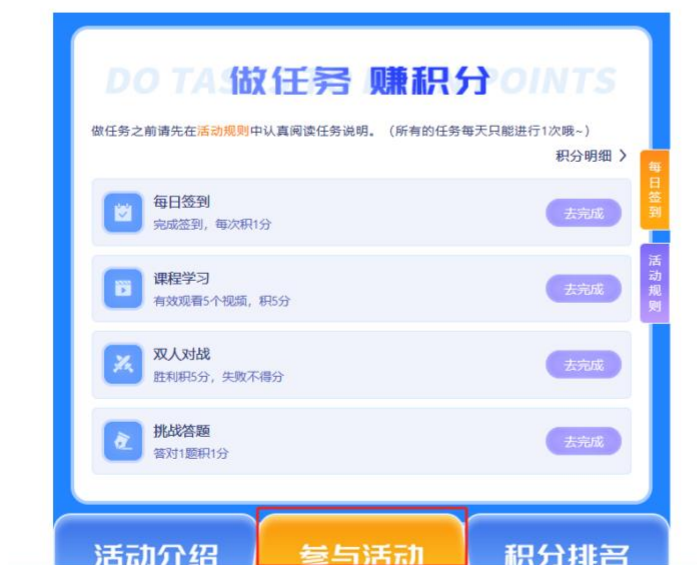 DO TA
OINTS
做任务 赚积分
做任务之前请先在活动规则中认真阅读任务说明。（所有的任务每天只能进行1次哦~）
积分明细 〉
每日签到
每日签到
完成签到，每次积1分
去完成
活动规则
课程学习
有效观看5个视频，积5分
去完成
双人对战
胜利积5分，失败不得分
去完成
挑战答题
答对1题积1分
去完成
活动介绍
参与活动
积分排名